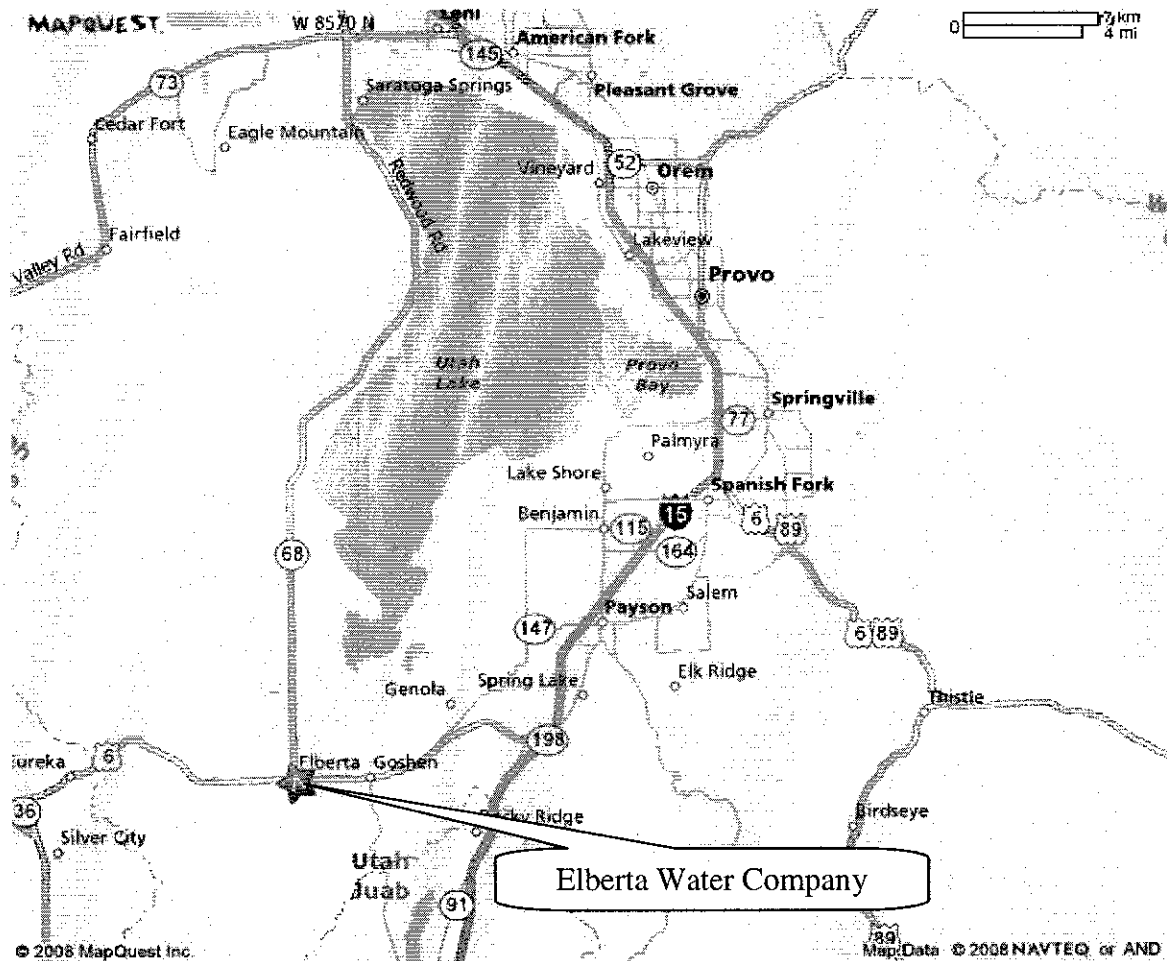 MAPQUEST
W 8570 N
0
7 km
4 mi
American Fork
145
Pleasant Grove
73
Saratoga Springs
Cedar Fort
Eagle Mountain
Redwood Rd
Vineyard
52
Orem
Fairfield
Lakeview
Valley Rd
Provo
Utah
Lake
Provo
Bay
Springville
77
Palmyra
Lake Shore
Spanish Fork
Benjamin
115
15
6
89
68
164
Salem
Payson
147
6
89
Elk Ridge
Spring Lake
Genola
Thistle
198
6
Elberta
Goshen
36
Silver City
Ridge
Birdseye
Utah
Juab
Elberta Water Company
91
89
© 2008 MapQuest Inc.
Map Data © 2008 NAVTEQ or AND